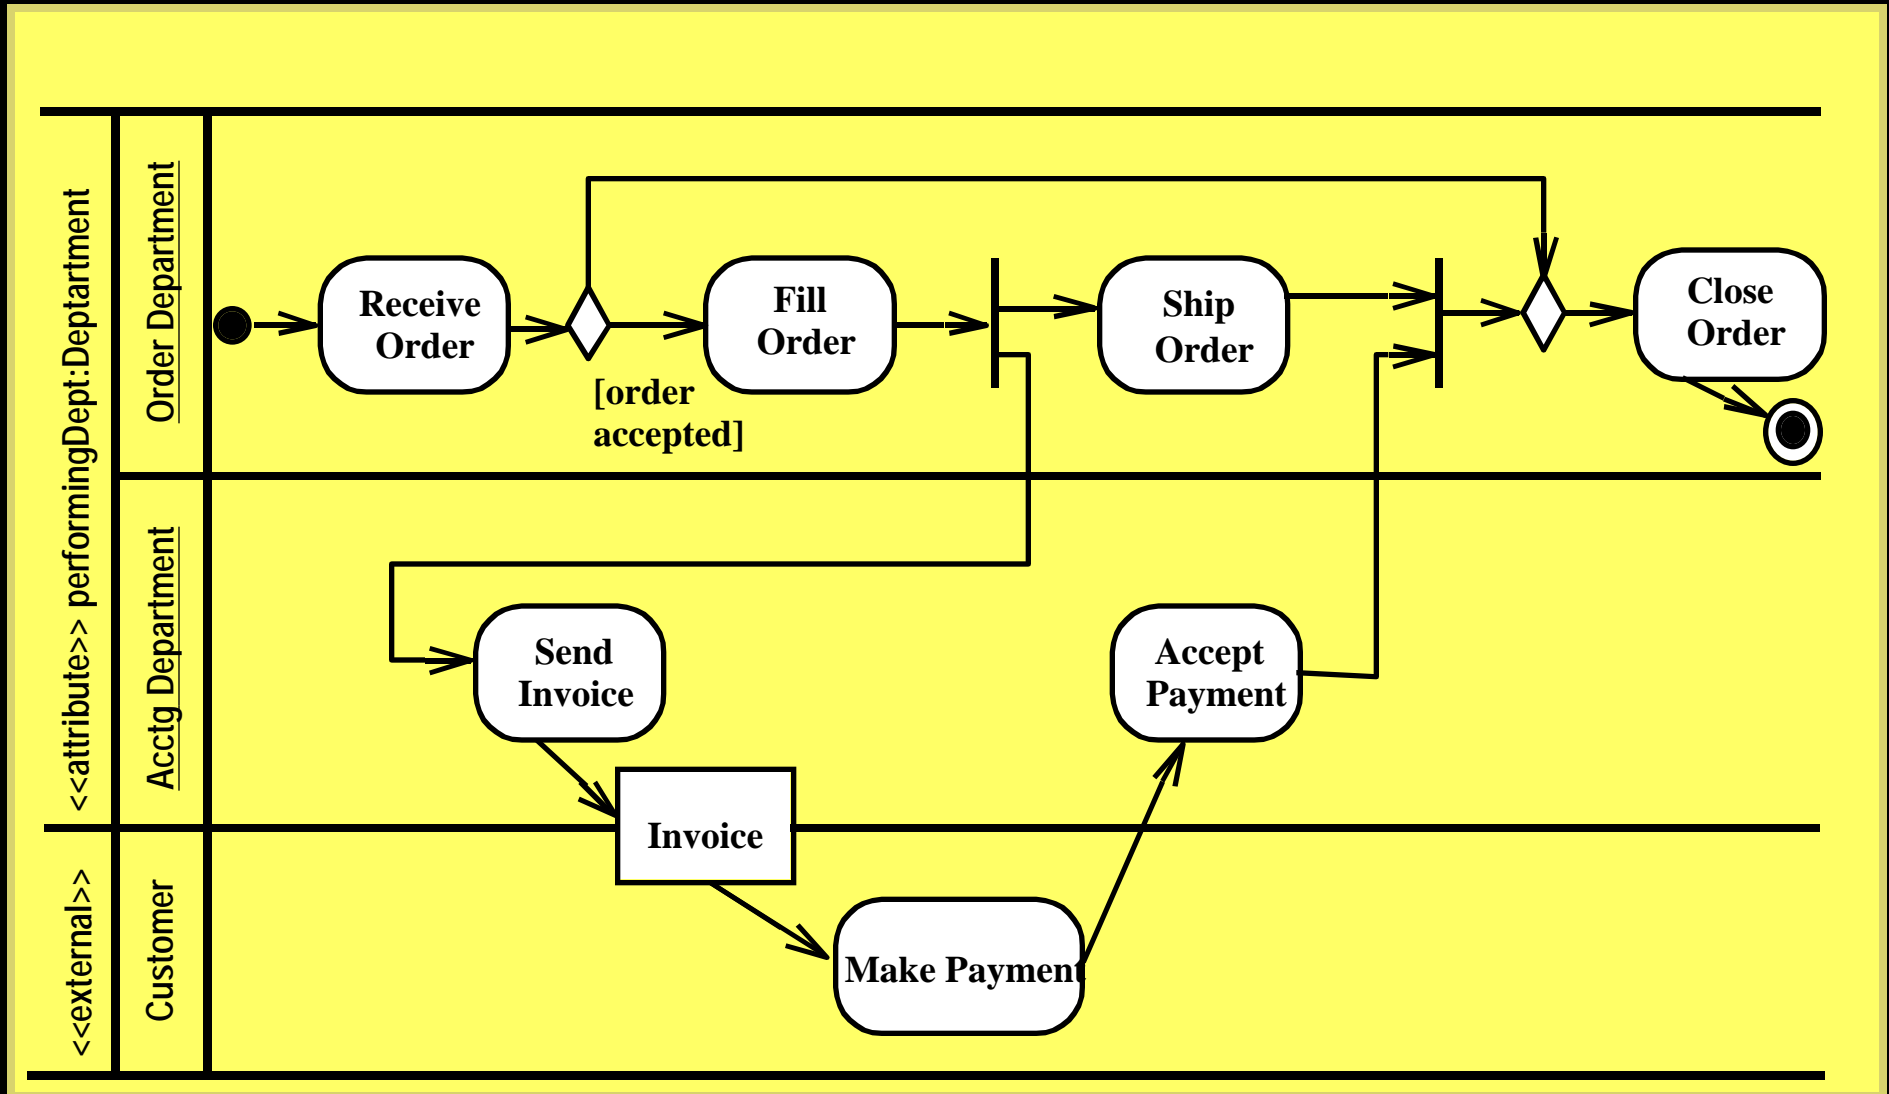 <<attribute>> performingDept:Deptartment
Order Department
Receive
Order
[order
accepted]
Fill
Order
Ship
Order
Close
Order
Acctg Department
Send
Invoice
Accept
Payment
Invoice
<<external>>
Customer
Make Payment